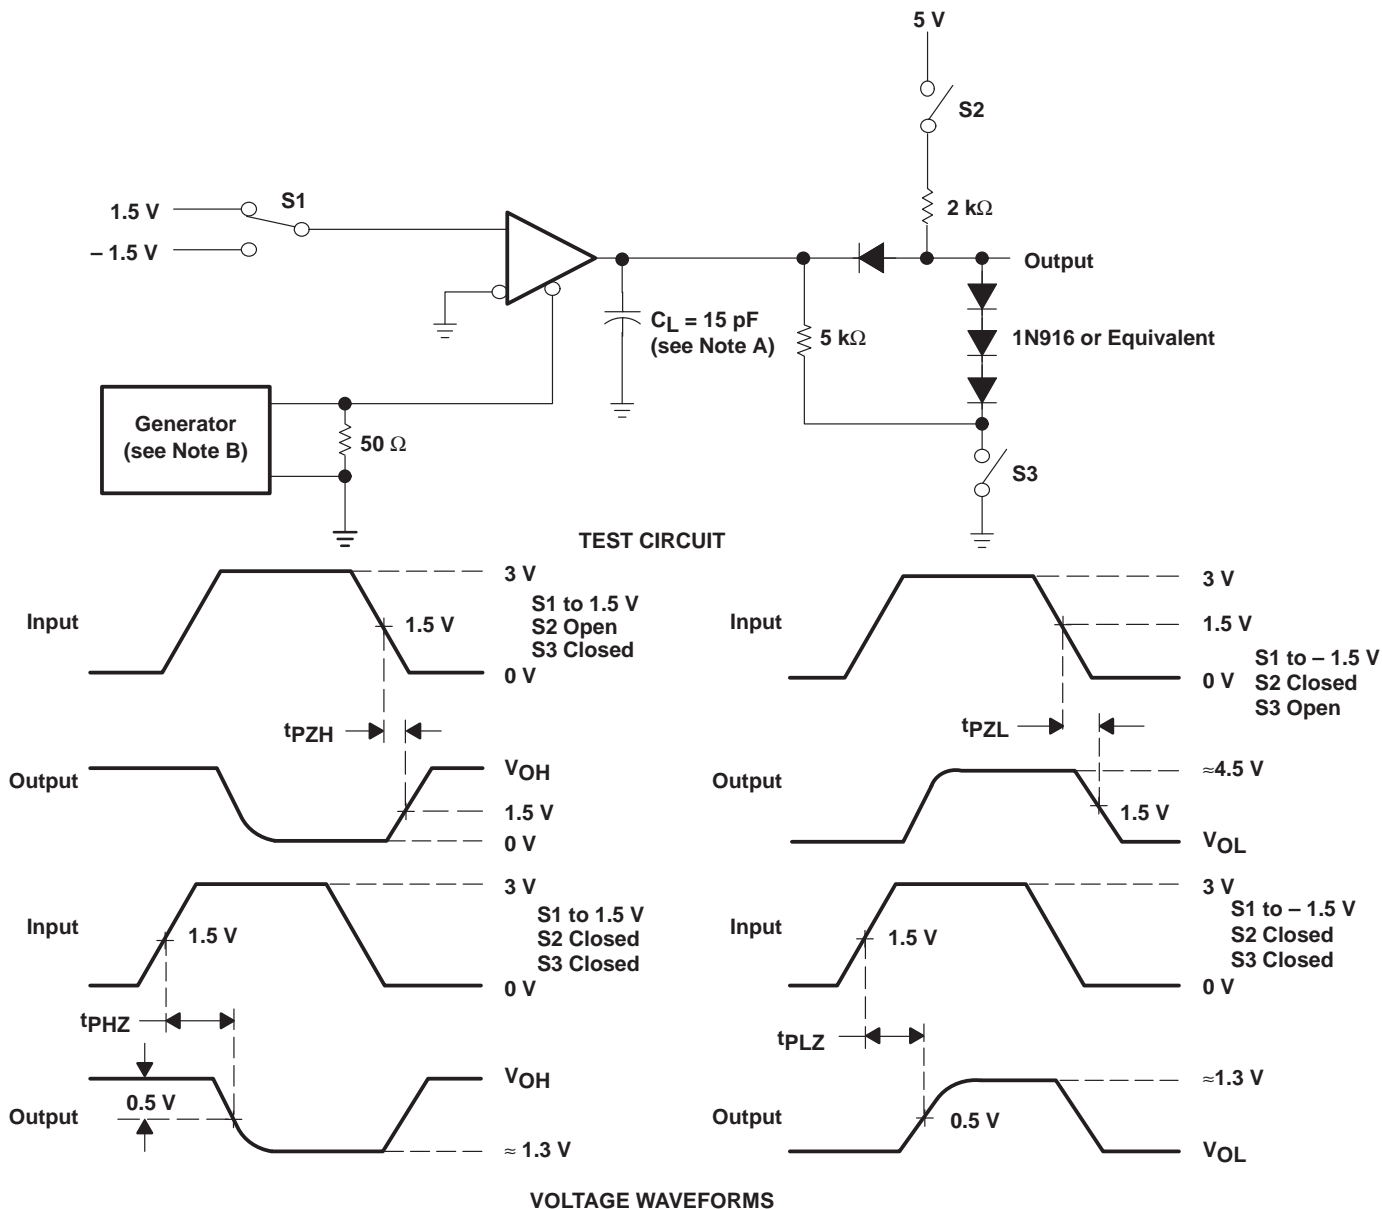 5 V
S2
2 kΩ
S1
1.5 V
– 1.5 V
Output
CL = 15 pF
(see Note A)
5 kΩ
1N916 or Equivalent
Generator
(see Note B)
50 Ω
S3
TEST CIRCUIT
Input
3 V
S1 to 1.5 V
S2 Open
S3 Closed
1.5 V
0 V
tPZH
Output
VOH
1.5 V
0 V
Input
3 V
1.5 V
S1 to – 1.5 V
S2 Closed
S3 Open
0 V
tPZL
Output
≈4.5 V
1.5 V
VOL
Input
3 V
S1 to 1.5 V
S2 Closed
S3 Closed
1.5 V
0 V
tPHZ
VOH
0.5 V
Output
≈ 1.3 V
Input
3 V
S1 to – 1.5 V
S2 Closed
S3 Closed
1.5 V
0 V
tPLZ
≈1.3 V
Output
0.5 V
VOL
VOLTAGE WAVEFORMS